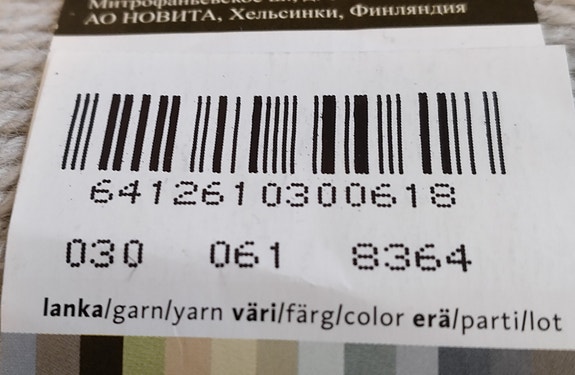 АО НОВИТА, Хельсинки, Финляндия
6412610300618
030 061 8364
lanka/garn/yarn väri/färg/color erä/parti/lot